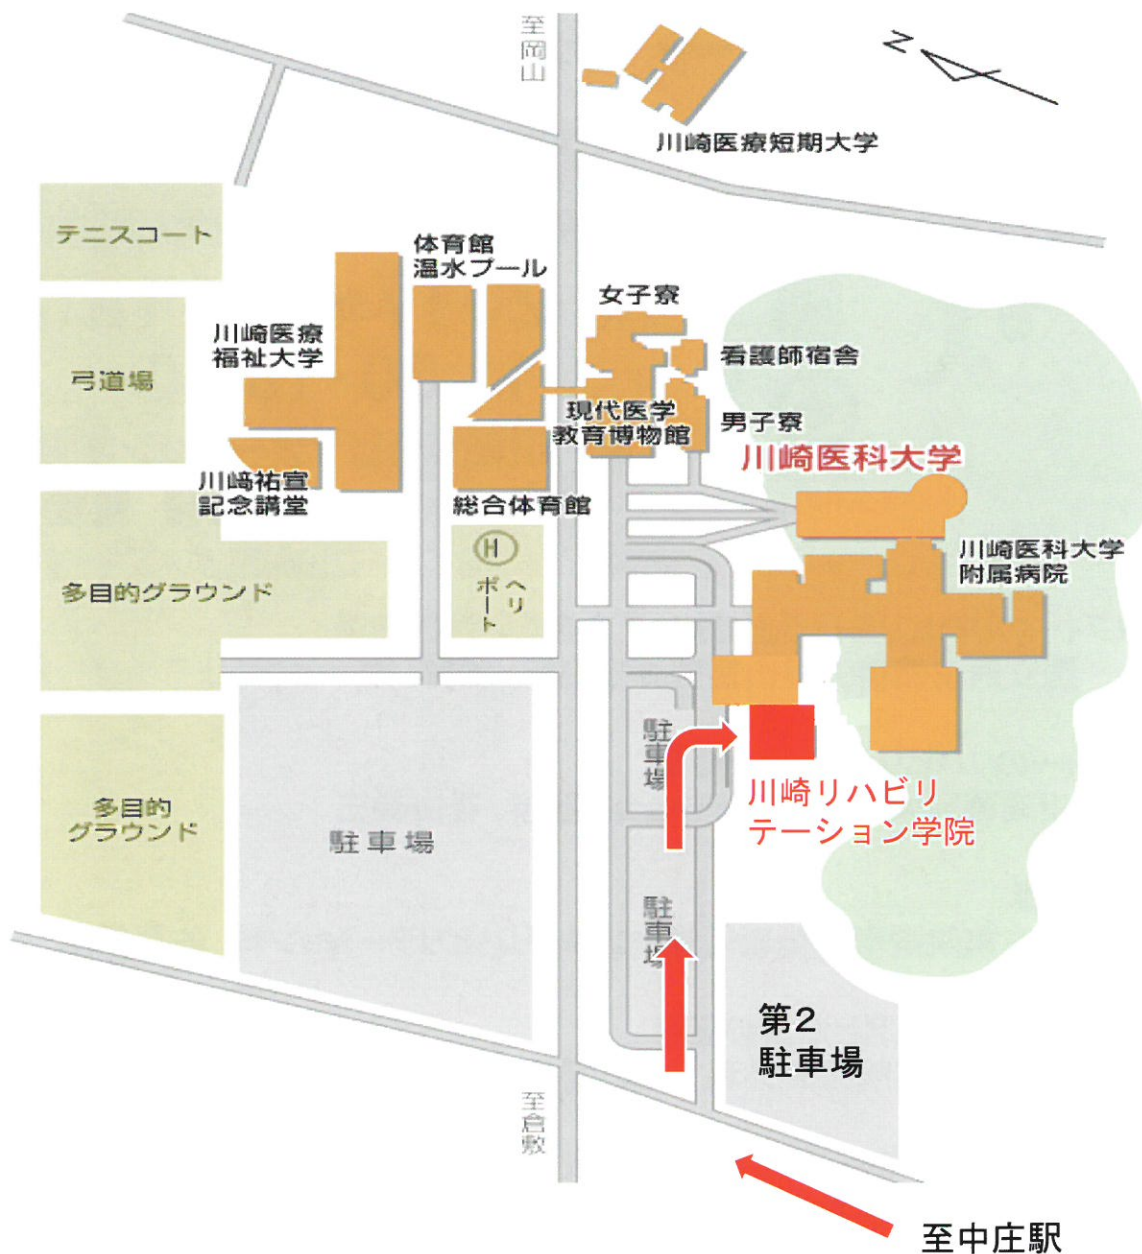 至岡山
N
川崎医療短期大学
テニスコート
体育館
温水プール
女子寮
川崎医療
福祉大学
看護師宿舎
弓道場
現代医学
教育博物館
男子寮
川崎医科大学
川﨑祐宣
記念講堂
総合体育館
H
ヘリ
ポート
川崎医科大学
附属病院
多目的グラウンド
駐車場
川崎リハビリ
テーション学院
多目的
グラウンド
駐車場
駐車場
第2
駐車場
至倉敷
至中庄駅